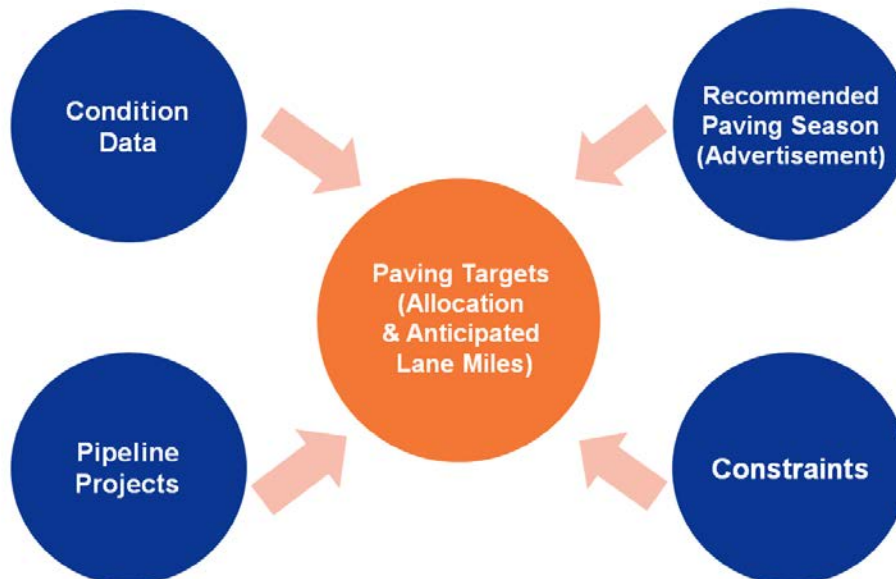 Condition
Data
Recommended
Paving Season
(Advertisement)
Paving Targets
(Allocation
& Anticipated
Lane Miles)
Pipeline
Projects
Constraints